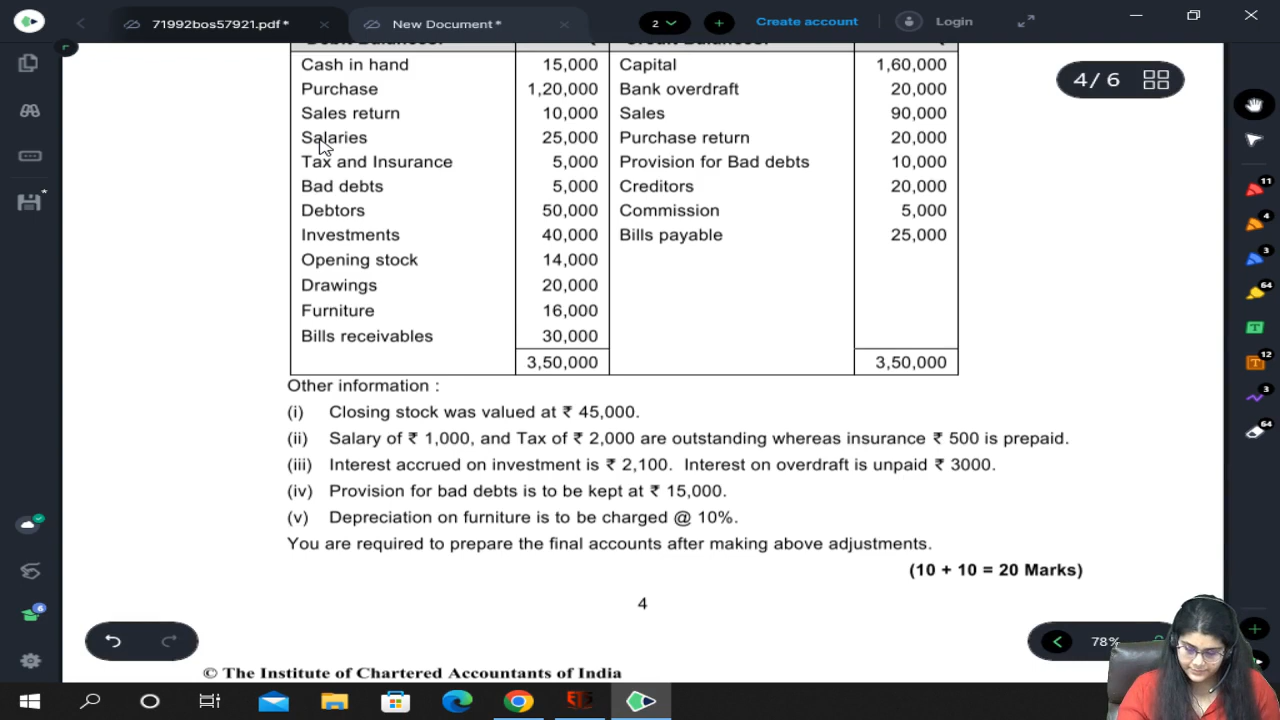 71992bos57921.pdf*
New Document*
2
Create account
Login
4/6
Cash in hand 15,000 Capital 1,60,000
Purchase 1,20,000 Bank overdraft 20,000
Sales return 10,000 Sales 90,000
Salaries 25,000 Purchase return 20,000
Tax and Insurance 5,000 Provision for Bad debts 10,000
Bad debts 5,000 Creditors 20,000
Debtors 50,000 Commission 5,000
Investments 40,000 Bills payable 25,000
Opening stock 14,000
Drawings 20,000
Furniture 16,000
Bills receivables 30,000
3,50,000 3,50,000
Other information :
(i) Closing stock was valued at ₹ 45,000.
(ii) Salary of ₹ 1,000, and Tax of ₹ 2,000 are outstanding whereas insurance ₹ 500 is prepaid.
(iii) Interest accrued on investment is ₹ 2,100. Interest on overdraft is unpaid ₹ 3000.
(iv) Provision for bad debts is to be kept at ₹ 15,000.
(v) Depreciation on furniture is to be charged @ 10%.
You are required to prepare the final accounts after making above adjustments.
(10 + 10 = 20 Marks)
4
78%
© The Institute of Chartered Accountants of India
11
4
3
64
T
T 12
3
64
6